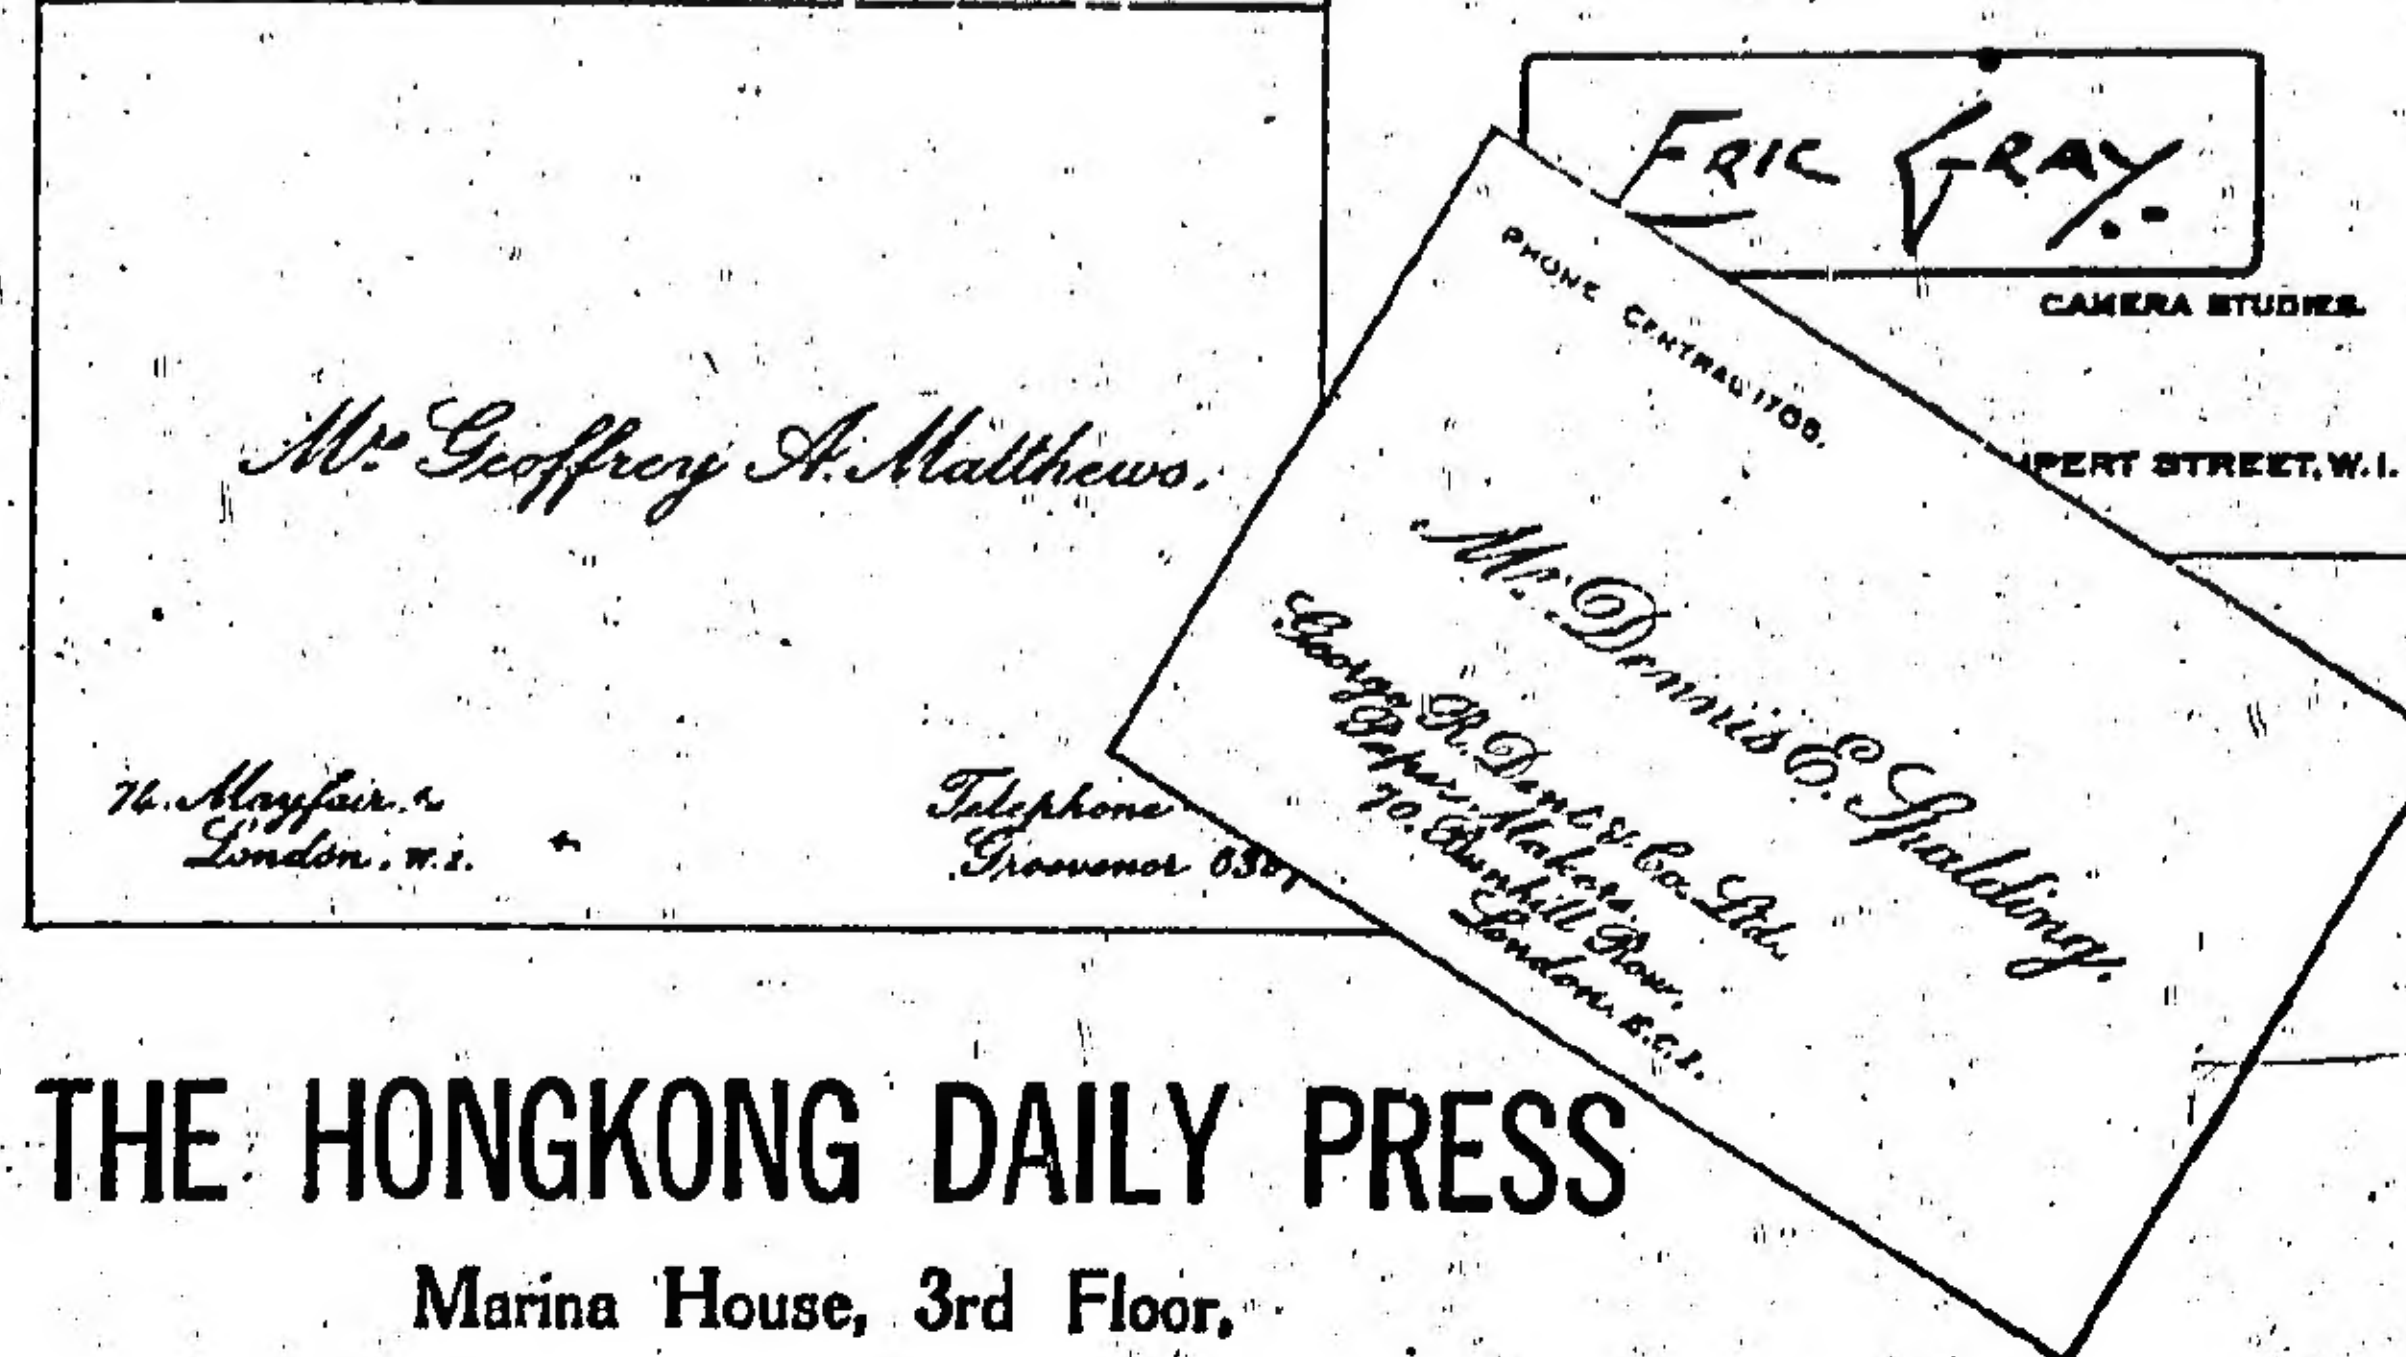 ERIC GRAY
CAMERA STUDIES.
PERT STREET, W.1.
Mrs Geoffrey A. Matthews.
74. Mayfair.
London, W.1.
Telephone
Grosvenor
PHONE CENTRAL 1708.
Mr. Dennis E. Spalding.
George R. Dent & Co. Ltd.,
Paper Makers.
70. Bunhill Row,
London, E.C.1.
THE HONGKONG DAILY PRESS
Marina House, 3rd Floor,